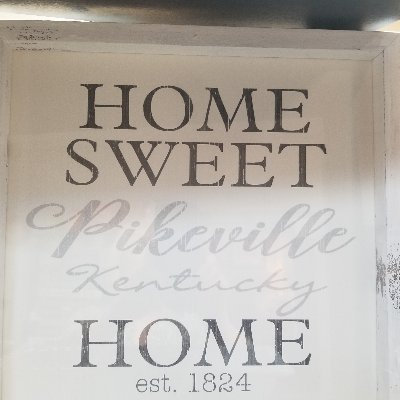 HOME
SWEET
Pikeville
Kentucky
HOME
est. 1824